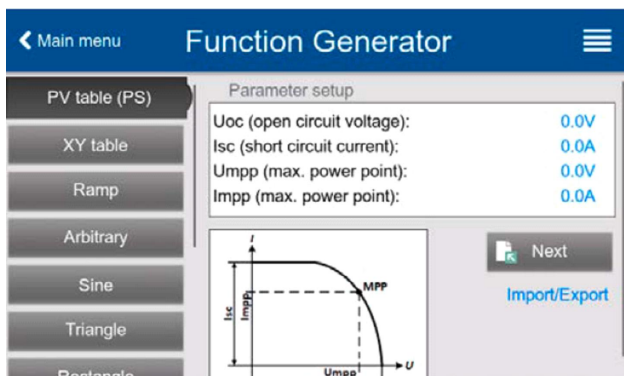 Main menu
Function Generator
PV table (PS)
XY table
Ramp
Arbitrary
Sine
Triangle
Rectangle
Parameter setup
Uoc (open circuit voltage): 0.0V
Isc (short circuit current): 0.0A
Umpp (max. power point): 0.0V
Impp (max. power point): 0.0A
I
Isc
Impp
MPP
Umpp
U
Next
Import/Export